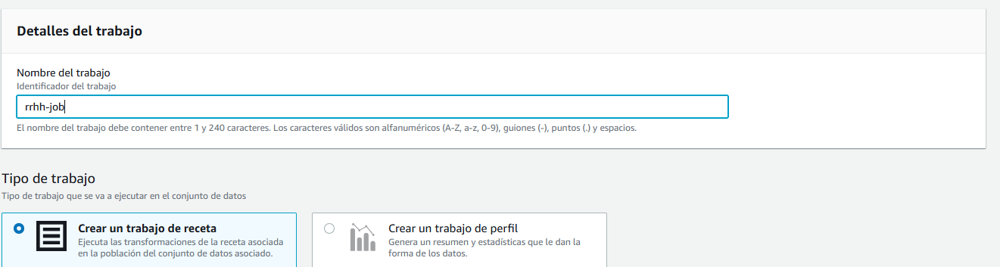 Detalles del trabajo
Nombre del trabajo
Identificador del trabajo
rrhh-job
El nombre del trabajo debe contener entre 1 y 240 caracteres. Los caracteres válidos son alfanuméricos (A-Z, a-z, 0-9), guiones (-), puntos (.) y espacios.
Tipo de trabajo
Tipo de trabajo que se va a ejecutar en el conjunto de datos
Crear un trabajo de receta
Ejecuta las transformaciones de la receta asociada
en la población del conjunto de datos asociado.
Crear un trabajo de perfil
Genera un resumen y estadísticas que le dan la
forma de los datos.